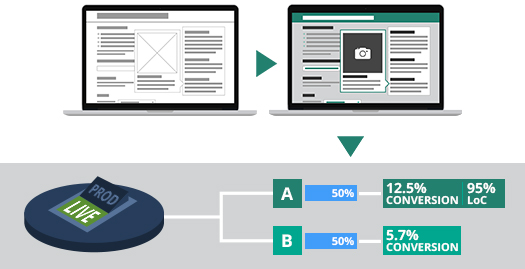 PROD
LIVE
A
50%
12.5%
CONVERSION
95%
LoC
B
50%
5.7%
CONVERSION